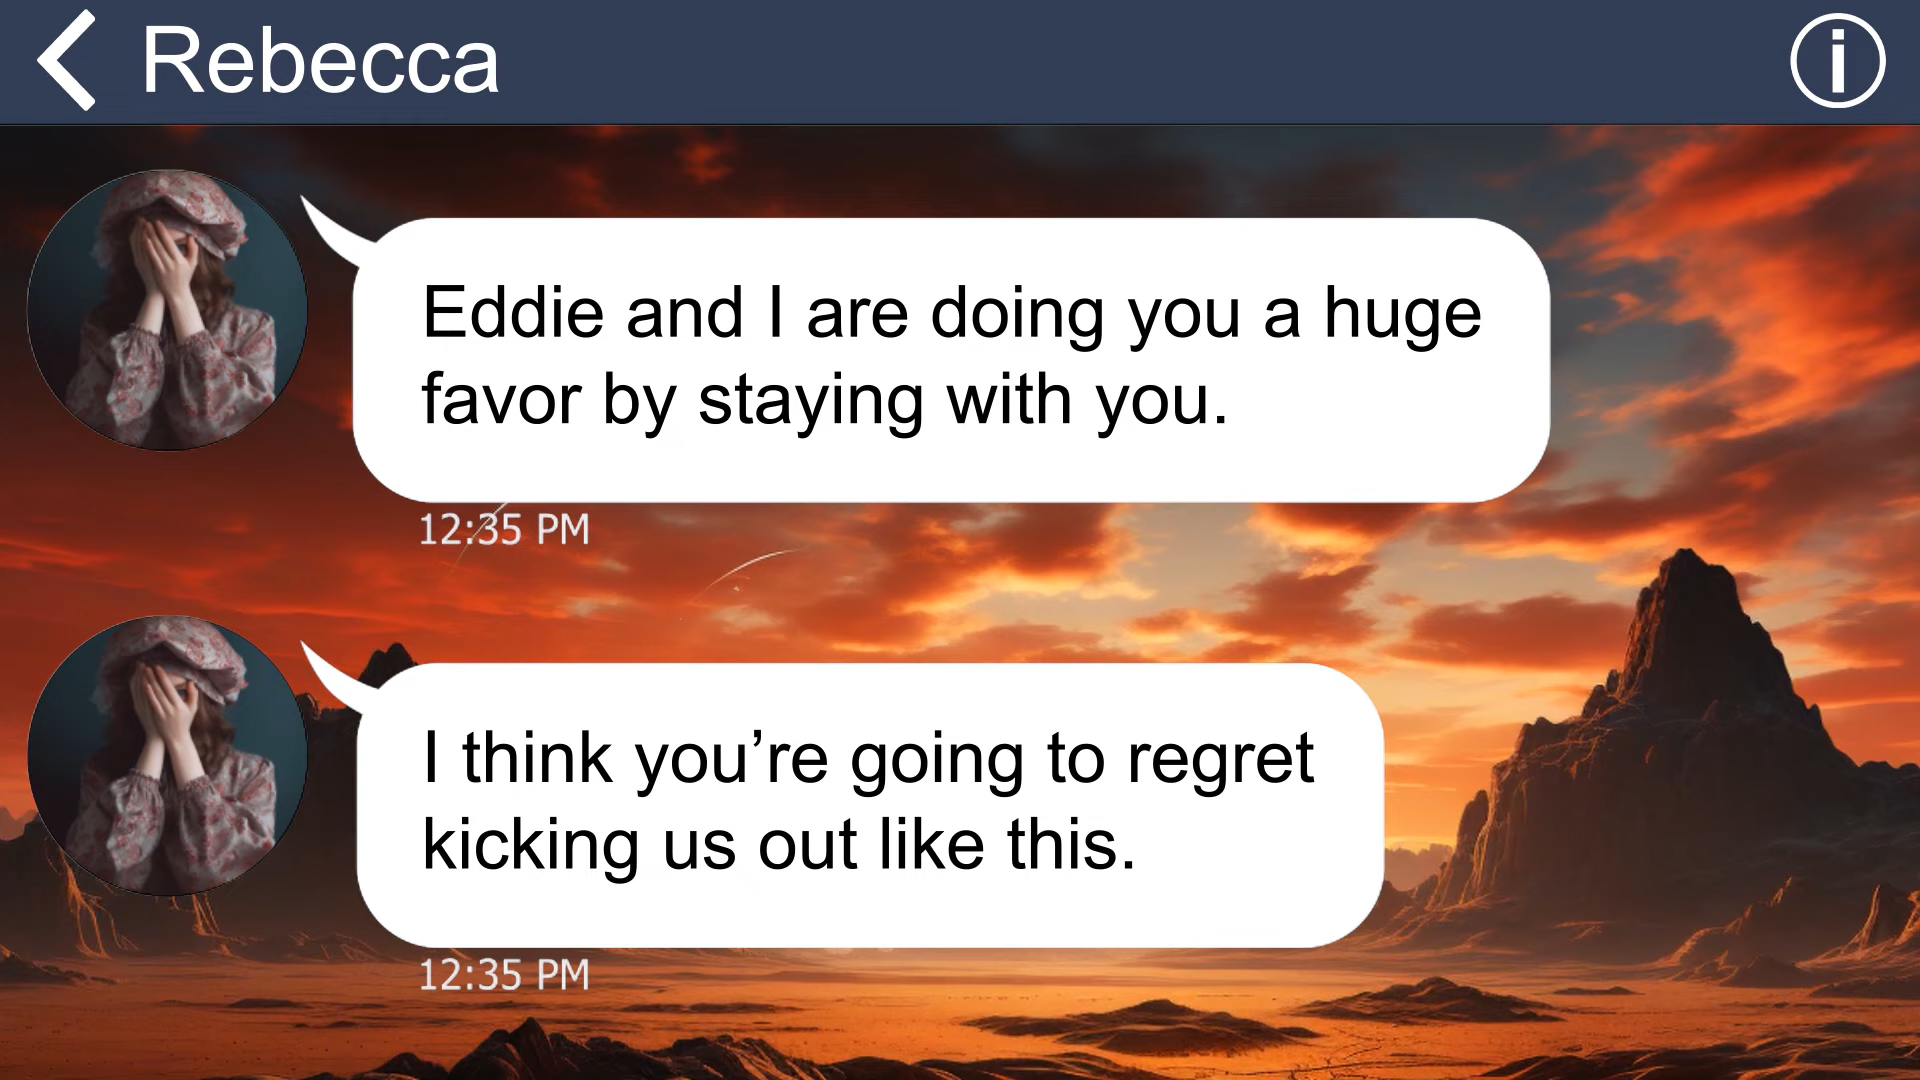 Rebecca
Eddie and I are doing you a huge
favor by staying with you.
12:35 PM
I think you’re going to regret
kicking us out like this.
12:35 PM